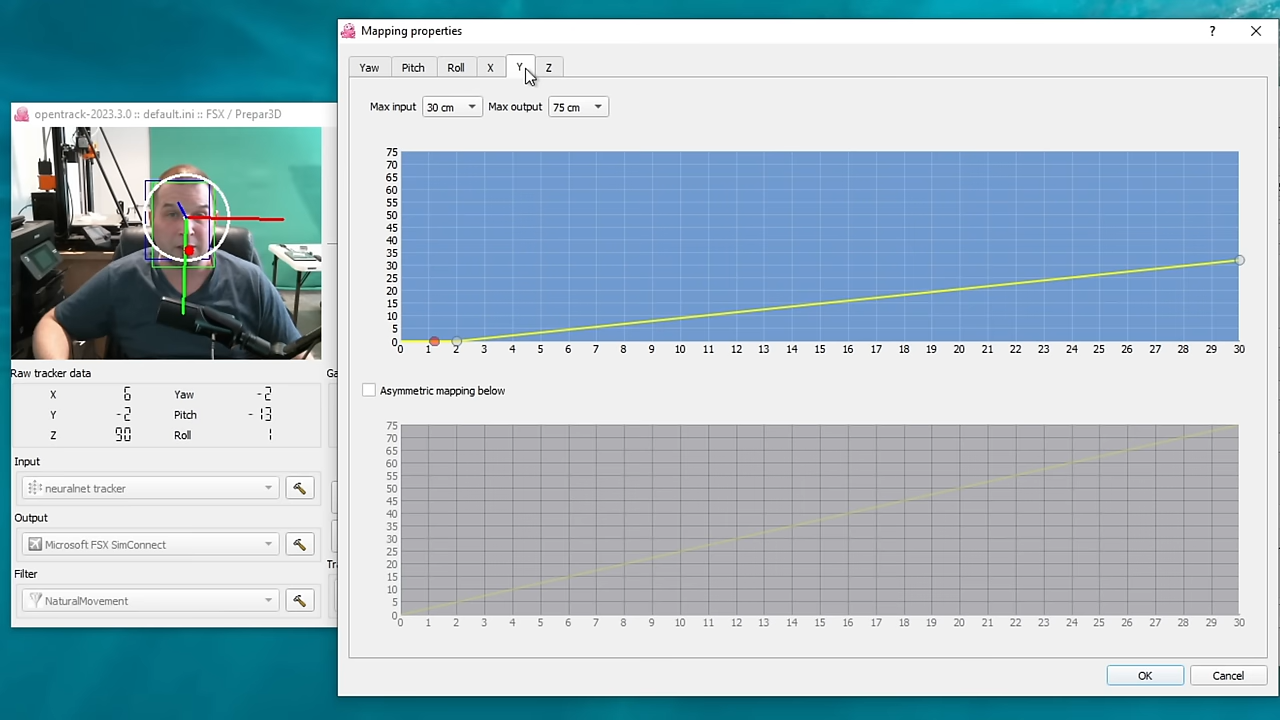 Mapping properties
?
Yaw Pitch Roll X Y Z
Max input 30 cm Max output 75 cm
75
70
65
60
55
50
45
40
35
30
25
20
15
10
5
0
0 1 2 3 4 5 6 7 8 9 10 11 12 13 14 15 16 17 18 19 20 21 22 23 24 25 26 27 28 29 30
Asymmetric mapping below
75
70
65
60
55
50
45
40
35
30
25
20
15
10
5
0
0 1 2 3 4 5 6 7 8 9 10 11 12 13 14 15 16 17 18 19 20 21 22 23 24 25 26 27 28 29 30
OK Cancel
opentrack-2023.3.0 :: default.ini :: FSX / Prepar3D
Raw tracker data
X 6 Yaw -2
Y -2 Pitch -13
Z 90 Roll 1
Input
neuralnet tracker
Output
Microsoft FSX SimConnect
Filter
NaturalMovement